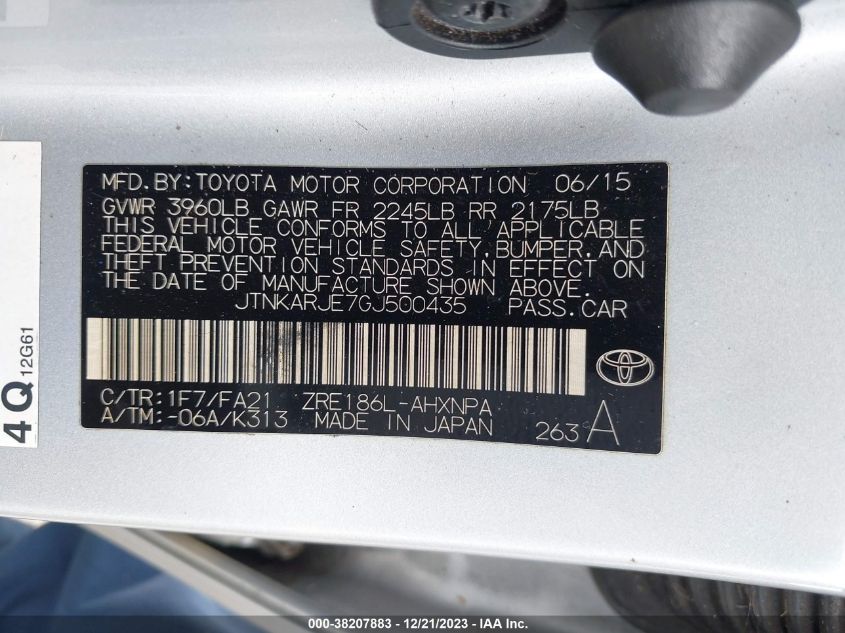 MFD.BY:TOYOTA MOTOR CORPORATION 06/15
GVWR 3960LB GAWR FR 2245LB RR 2175LB
THIS VEHICLE CONFORMS TO ALL APPLICABLE
FEDERAL MOTOR VEHICLE SAFETY,BUMPER,AND
THEFT PREVENTION STANDARDS IN EFFECT ON
THE DATE OF MANUFACTURE SHOWN ABOVE.
JTNKARJE7GJ500435 PASS.CAR
C/TR:1F7/FA21 ZRE186L-AHXNPA
A/TM:-06A/K313 MADE IN JAPAN 263 A
4Q 12G61
000-38207883 - 12/21/2023 - IAA Inc.